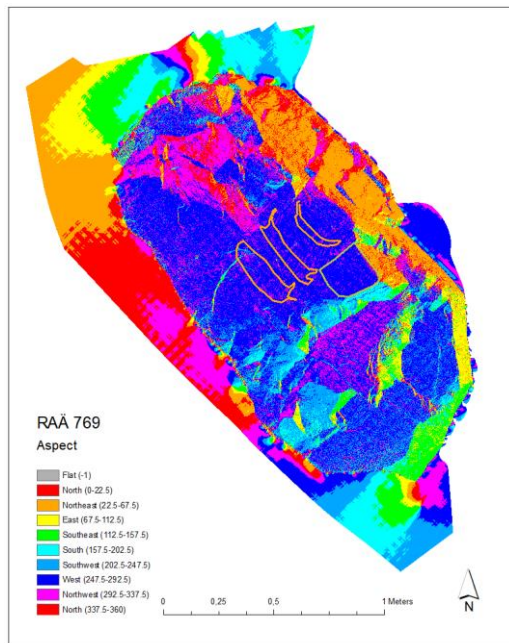 RAÄ 769
Aspect
Flat (-1)
North (0-22.5)
Northeast (22.5-67.5)
East (67.5-112.5)
Southeast (112.5-157.5)
South (157.5-202.5)
Southwest (202.5-247.5)
West (247.5-292.5)
Northwest (292.5-337.5)
North (337.5-360)
0 0,25 0,5 1 Meters
N